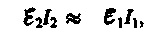 ℰ₂I₂ ≈ ℰ₁I₁,